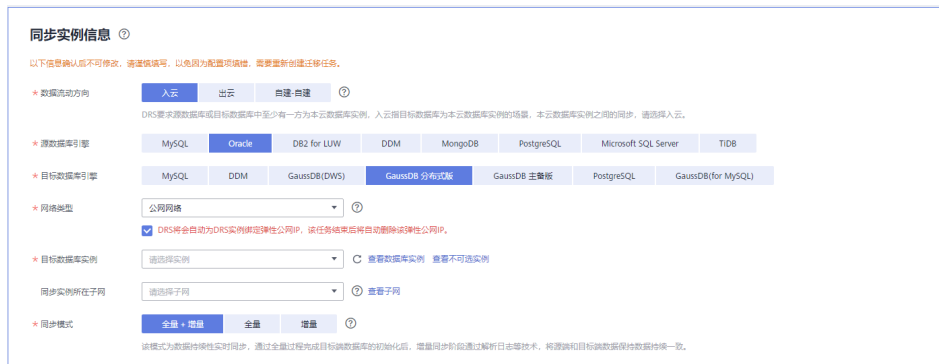 同步实例信息
以下信息确认后不可修改，请谨慎填写，以免因为配置项填错，需要重新创建迁移任务。
* 数据流动方向 入云 出云 自建-自建
DRS要求源数据库或目标数据库中至少有一方为本云数据库实例，入云指目标数据库为本云数据库实例的场景，本云数据库实例之间的同步，请选择入云。
* 源数据库引擎 MySQL Oracle DB2 for LUW DDM MongoDB PostgreSQL Microsoft SQL Server TiDB
* 目标数据库引擎 MySQL DDM GaussDB(DWS) GaussDB 分布式版 GaussDB 主备版 PostgreSQL GaussDB(for MySQL)
* 网络类型 公网网络
DRS将会自动为DRS实例绑定弹性公网IP，该任务结束后将自动删除该弹性公网IP。
* 目标数据库实例 请选择实例 查看数据库实例 查看不可选实例
同步实例所在子网 请选择子网 查看子网
* 同步模式 全量+增量 全量 增量
该模式为数据持续性实时同步，通过全量过程完成目标端数据库的初始化后，增量同步阶段通过解析日志等技术，将源端和目标端数据保持数据持续一致。